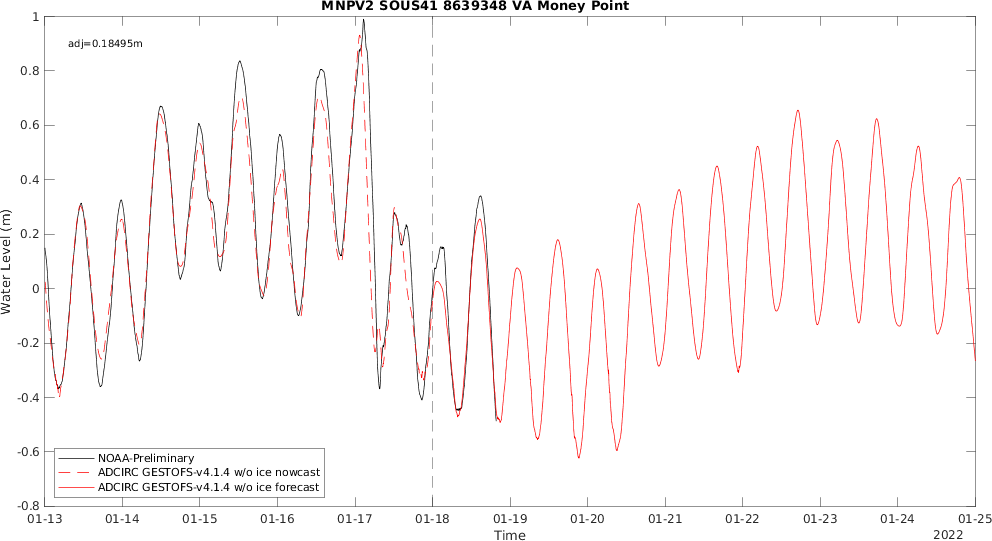 MNPV2 SOUS41 8639348 VA Money Point
adj=0.18495m
Water Level (m)
1
0.8
0.6
0.4
0.2
0
-0.2
-0.4
-0.6
-0.8
NOAA-Preliminary
ADCIRC GESTOFS-v4.1.4 w/o ice nowcast
ADCIRC GESTOFS-v4.1.4 w/o ice forecast
01-13 01-14 01-15 01-16 01-17 01-18 01-19 01-20 01-21 01-22 01-23 01-24 01-25
Time
2022